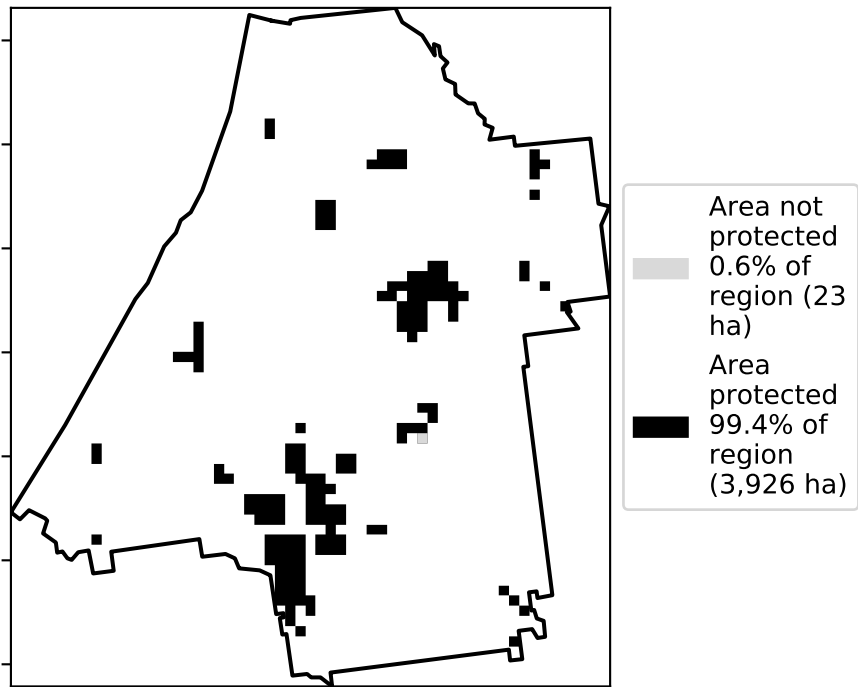 Area not
protected
0.6% of
region (23
ha)
Area
protected
99.4% of
region
(3,926 ha)